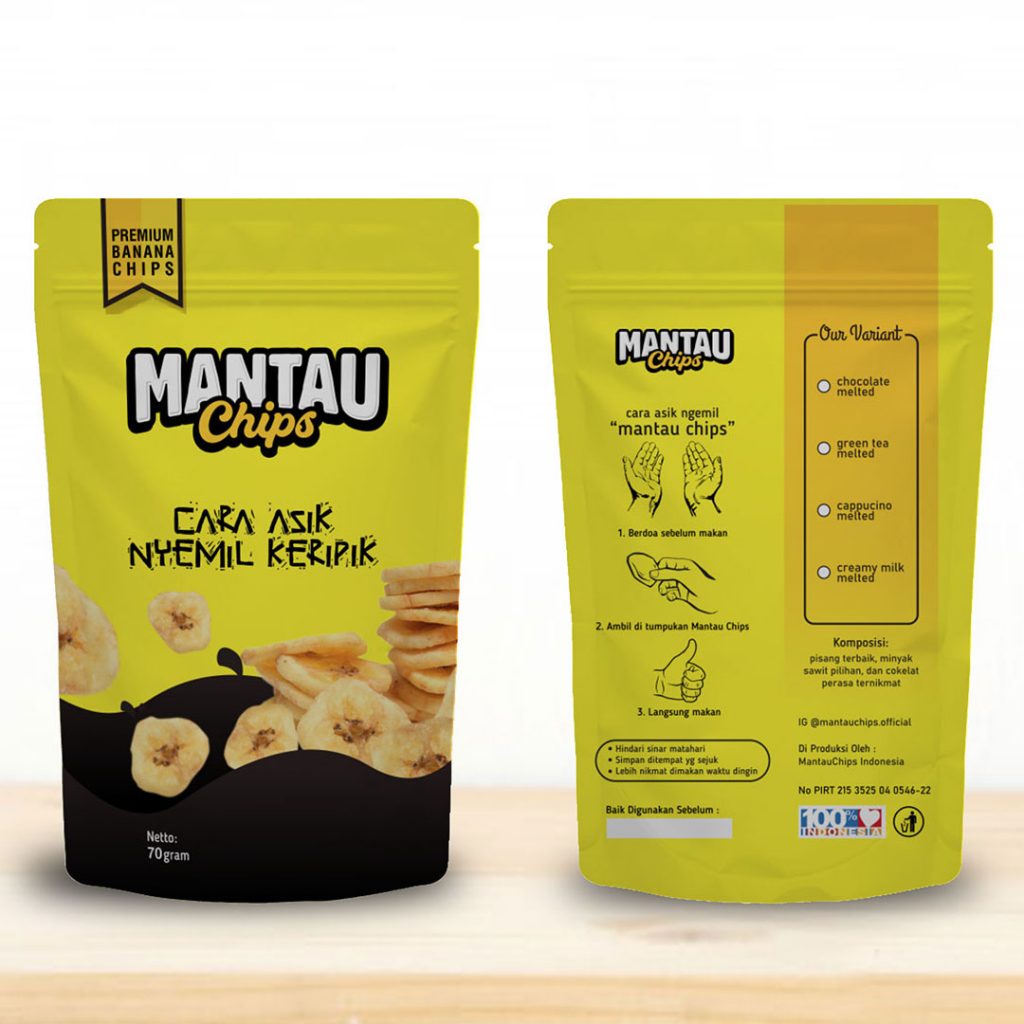 PREMIUM
BANANA
CHIPS
MANTAU
Chips
CARA ASIK
NYEMIL KERIPIK
Netto:
70 gram
MANTAU
Chips
cara asik ngemil
“mantau chips”
1. Berdoa sebelum makan
2. Ambil di tumpukan Mantau Chips
3. Langsung makan
• Hindari sinar matahari
• Simpan ditempat yg sejuk
• Lebih nikmat dimakan waktu dingin
Baik Digunakan Sebelum :
Our Variant
chocolate
melted
green tea
melted
cappucino
melted
creamy milk
melted
Komposisi:
pisang terbaik, minyak
sawit pilihan, dan cokelat
perasa ternikmat
IG @mantauchips.official
Di Produksi Oleh :
MantauChips Indonesia
No PIRT 215 3525 04 0546-22
100%
INDONESIA